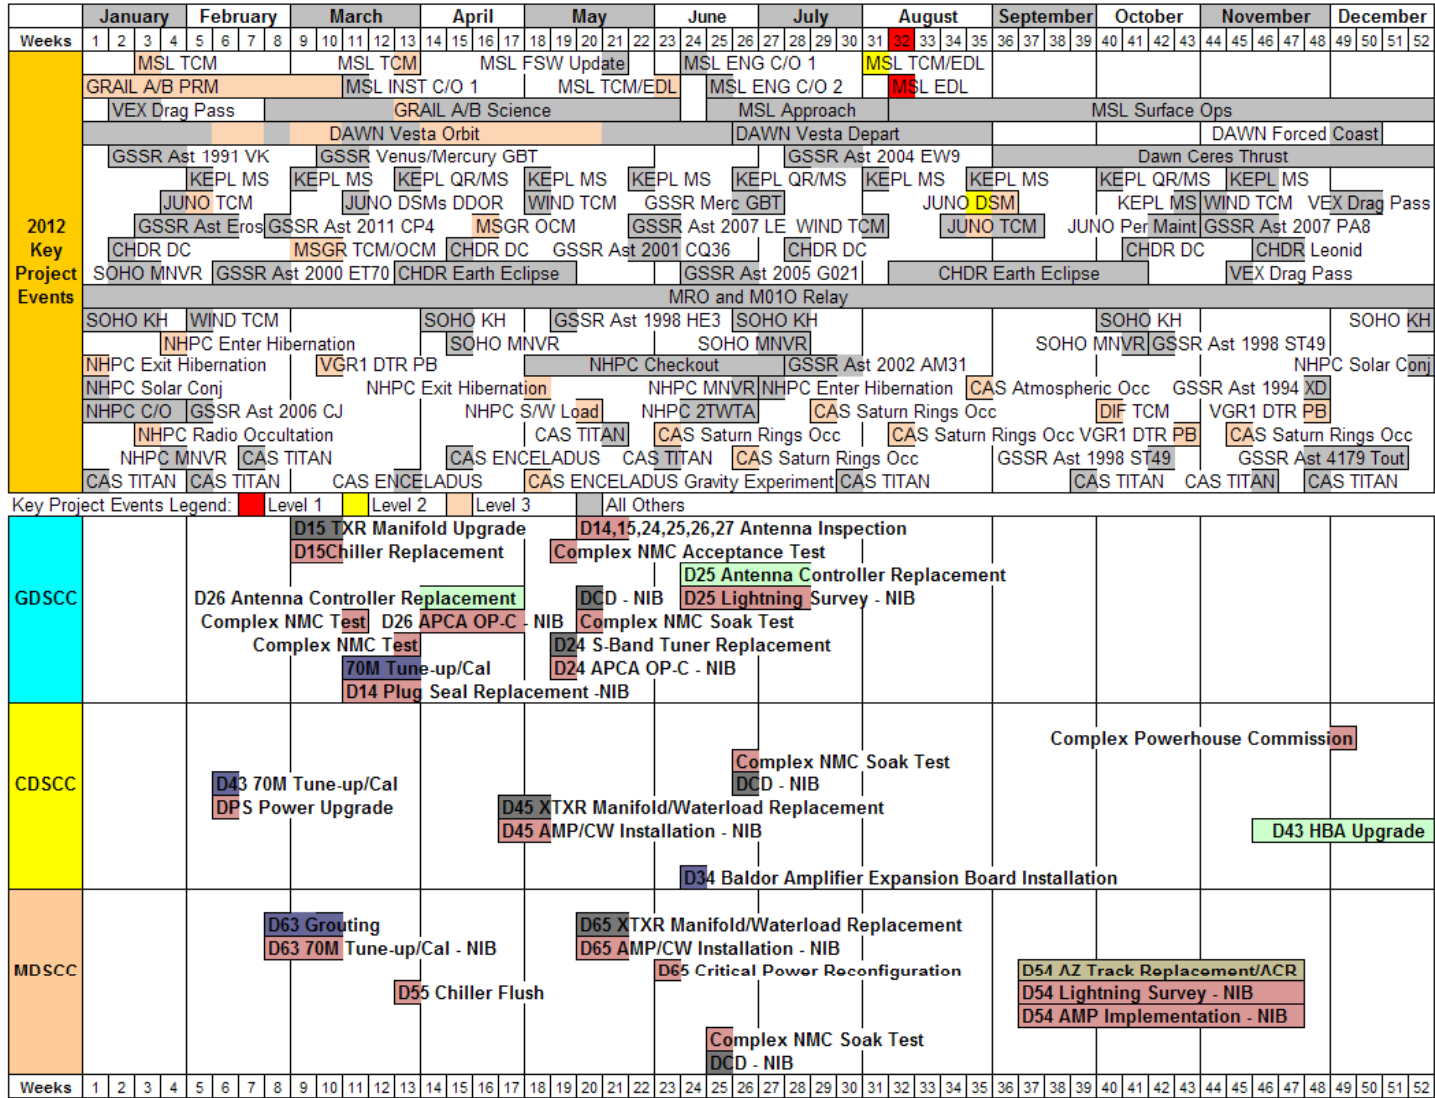 January February March April May June July August September October November December
Weeks 1 2 3 4 5 6 7 8 9 10 11 12 13 14 15 16 17 18 19 20 21 22 23 24 25 26 27 28 29 30 31 32 33 34 35 36 37 38 39 40 41 42 43 44 45 46 47 48 49 50 51 52
MSL TCM MSL TCM MSL FSW Update MSL ENG C/O 1 MSL TCM/EDL
GRAIL A/B PRM MSL INST C/O 1 MSL TCM/EDL MSL ENG C/O 2 MSL EDL
VEX Drag Pass GRAIL A/B Science MSL Approach MSL Surface Ops
DAWN Vesta Orbit DAWN Vesta Depart DAWN Forced Coast
GSSR Ast 1991 VK GSSR Venus/Mercury GBT GSSR Ast 2004 EW9 Dawn Ceres Thrust
KEPL MS KEPL MS KEPL QR/MS KEPL MS KEPL MS KEPL QR/MS KEPL MS KEPL MS KEPL QR/MS KEPL MS
JUNO TCM JUNO DSMs DDOR WIND TCM GSSR Merc GBT JUNO DSM KEPL MS WIND TCM VEX Drag Pass
2012 Key Project Events
GSSR Ast Eros GSSR Ast 2011 CP4 MSGR OCM GSSR Ast 2007 LE WIND TCM JUNO TCM JUNO Per Maint GSSR Ast 2007 PA8
CHDR DC MSGR TCM/OCM CHDR DC GSSR Ast 2001 CQ36 CHDR DC CHDR DC CHDR Leonid
SOHO MNVR GSSR Ast 2000 ET70 CHDR Earth Eclipse GSSR Ast 2005 G021 CHDR Earth Eclipse VEX Drag Pass
MRO and M01O Relay
SOHO KH WIND TCM SOHO KH GSSR Ast 1998 HE3 SOHO KH SOHO KH SOHO KH
NHPC Enter Hibernation SOHO MNVR SOHO MNVR SOHO MNVR GSSR Ast 1998 ST49
NHPC Exit Hibernation VGR1 DTR PB NHPC Checkout GSSR Ast 2002 AM31 NHPC Solar Conj
NHPC Solar Conj NHPC Exit Hibernation NHPC MNVR NHPC Enter Hibernation CAS Atmospheric Occ GSSR Ast 1994 XD
NHPC C/O GSSR Ast 2006 CJ NHPC S/W Load NHPC 2TWTA CAS Saturn Rings Occ DIF TCM VGR1 DTR PB
NHPC Radio Occultation CAS TITAN CAS Saturn Rings Occ CAS Saturn Rings Occ VGR1 DTR PB CAS Saturn Rings Occ
NHPC MNVR CAS TITAN CAS ENCELADUS CAS TITAN CAS Saturn Rings Occ GSSR Ast 1998 ST49 GSSR Ast 4179 Tout
CAS TITAN CAS TITAN CAS ENCELADUS CAS ENCELADUS Gravity Experiment CAS TITAN CAS TITAN CAS TITAN CAS TITAN
Key Project Events Legend: Level 1 Level 2 Level 3 All Others
GDSCC
D15 TXR Manifold Upgrade D14,15,24,25,26,27 Antenna Inspection
D15Chiller Replacement Complex NMC Acceptance Test
D25 Antenna Controller Replacement
D26 Antenna Controller Replacement DCD - NIB D25 Lightning Survey - NIB
Complex NMC Test D26 APCA OP-C - NIB Complex NMC Soak Test
Complex NMC Test D24 S-Band Tuner Replacement
70M Tune-up/Cal D24 APCA OP-C - NIB
D14 Plug Seal Replacement -NIB
CDSCC
Complex Powerhouse Commission
Complex NMC Soak Test
D43 70M Tune-up/Cal DCD - NIB
DPS Power Upgrade D45 XTXR Manifold/Waterload Replacement
D45 AMP/CW Installation - NIB D43 HBA Upgrade
D34 Baldor Amplifier Expansion Board Installation
MDSCC
D63 Grouting D65 XTXR Manifold/Waterload Replacement
D63 70M Tune-up/Cal - NIB D65 AMP/CW Installation - NIB
D65 Critical Power Reconfiguration D54 AZ Track Replacement/ACR
D55 Chiller Flush D54 Lightning Survey - NIB
D54 AMP Implementation - NIB
Complex NMC Soak Test
DCD - NIB
Weeks 1 2 3 4 5 6 7 8 9 10 11 12 13 14 15 16 17 18 19 20 21 22 23 24 25 26 27 28 29 30 31 32 33 34 35 36 37 38 39 40 41 42 43 44 45 46 47 48 49 50 51 52